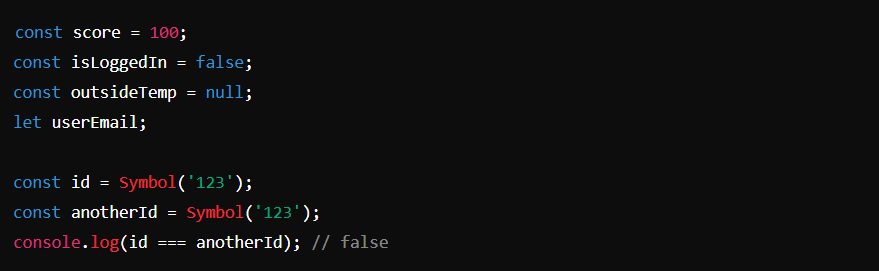 const score = 100;
const isLoggedIn = false;
const outsideTemp = null;
let userEmail;
const id = Symbol('123');
const anotherId = Symbol('123');
console.log(id === anotherId); // false